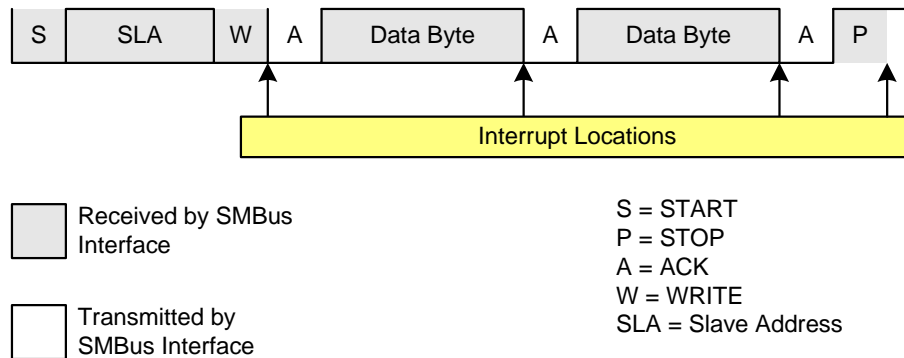 S SLA W A Data Byte A Data Byte A P
Interrupt Locations
Received by SMBus
Interface
Transmitted by
SMBus Interface
S = START
P = STOP
A = ACK
W = WRITE
SLA = Slave Address